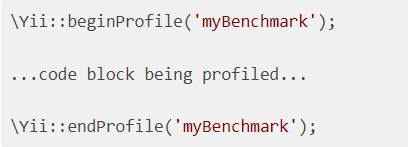 \Yii::beginProfile('myBenchmark');
...code block being profiled...
\Yii::endProfile('myBenchmark');